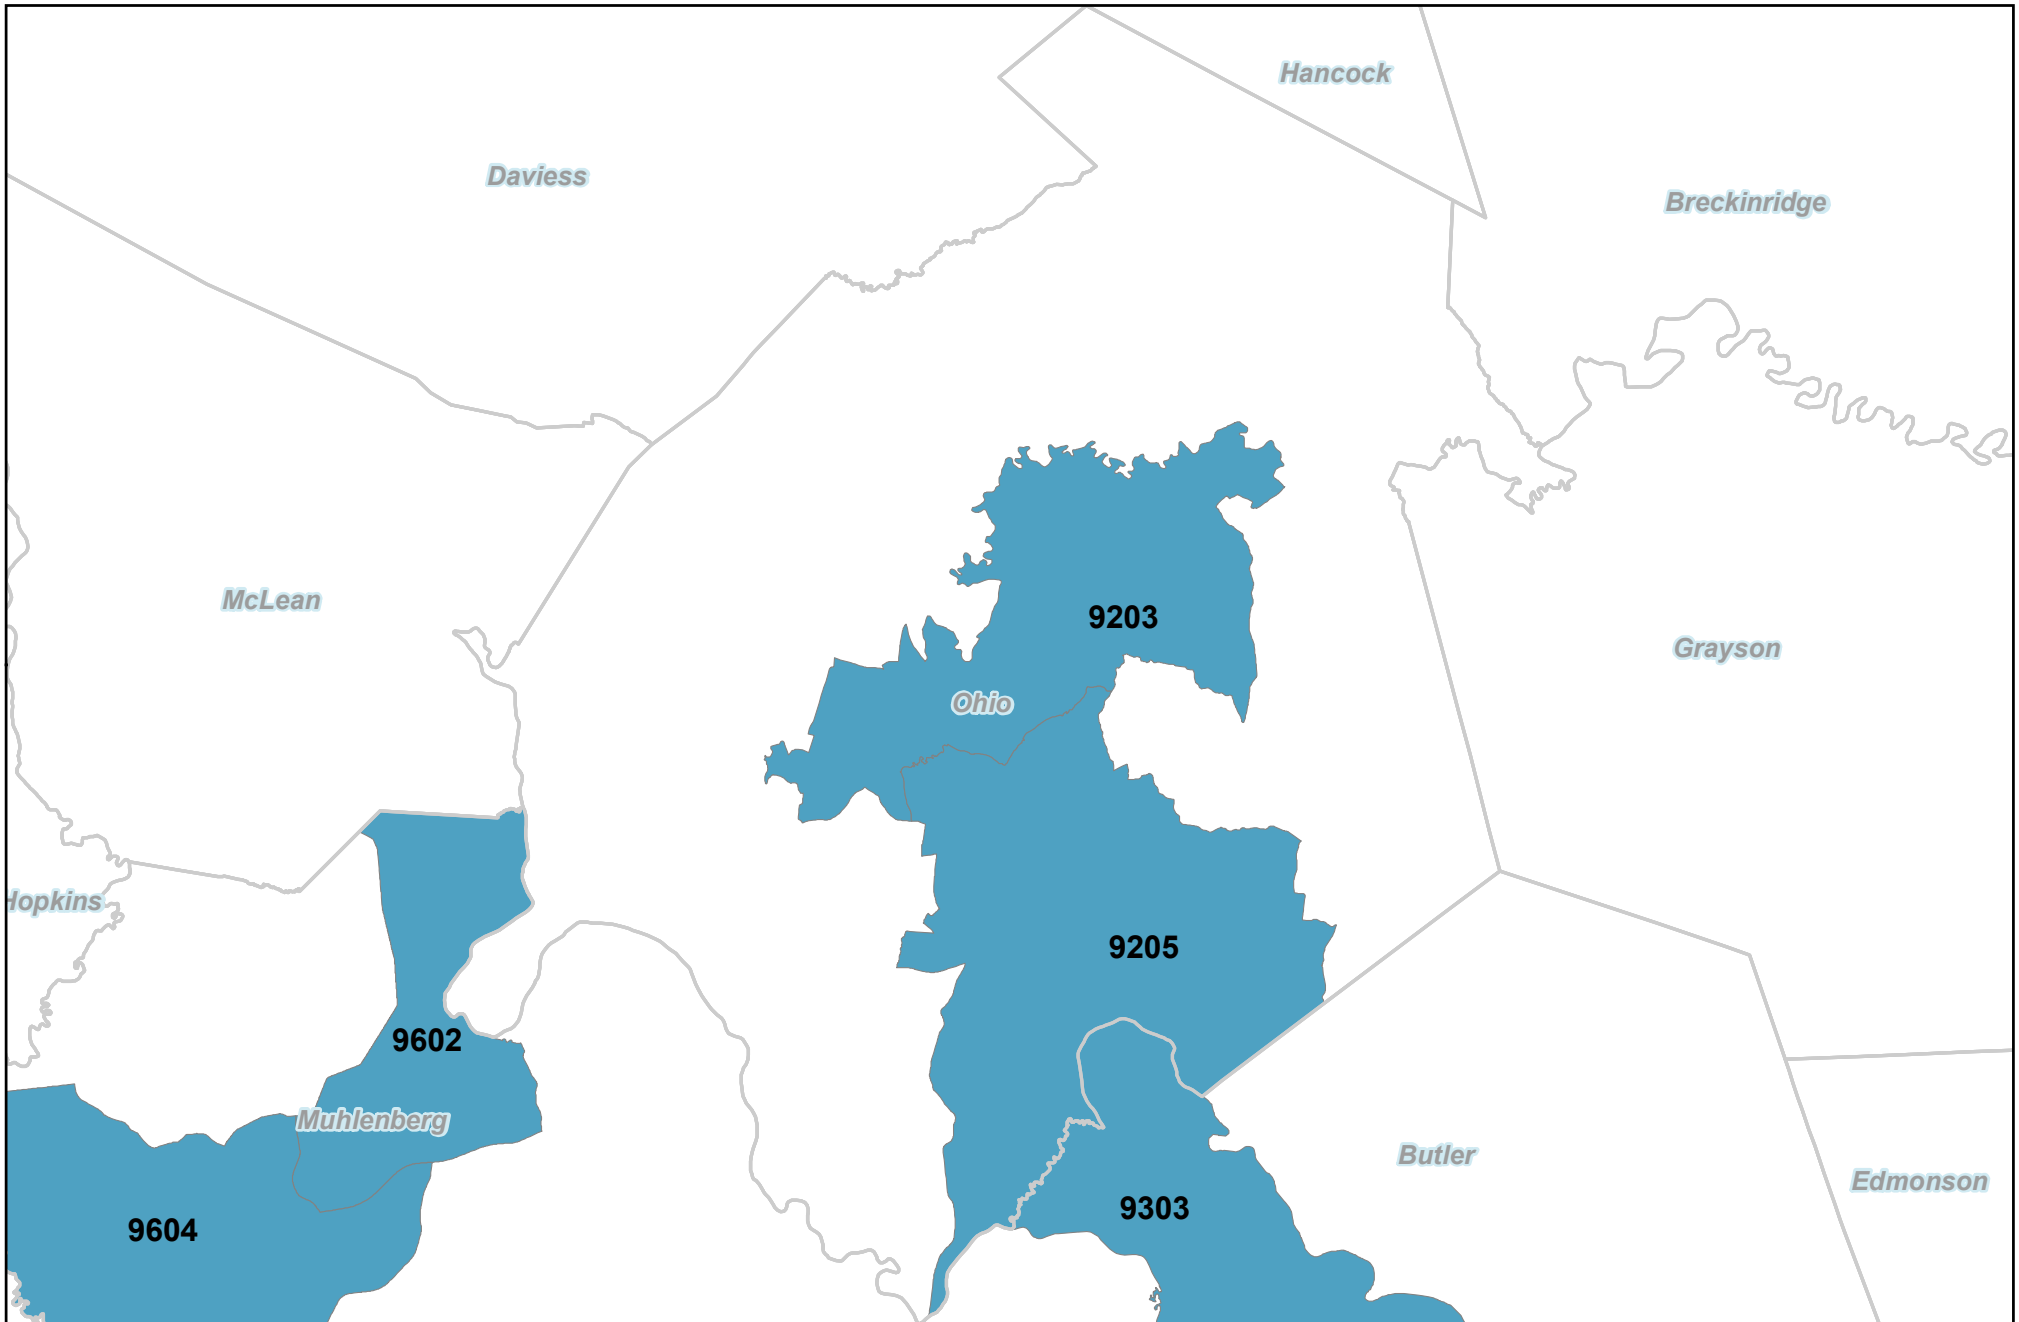 Hancock
Daviess
Breckinridge
McLean
9203
Grayson
Ohio
Hopkins
9205
9602
Muhlenberg
Butler
Edmonson
9303
9604